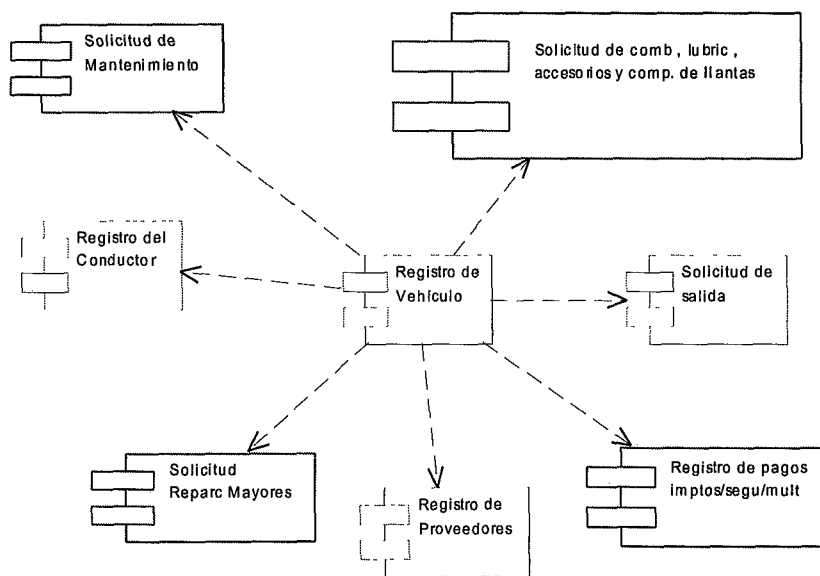 Solicitud de
Mantenimiento
Solicitud de comb , lubric ,
accesorios y comp. de llantas
Registro del
Conductor
Registro de
Vehículo
Solicitud de
salida
Solicitud
Reparc Mayores
Registro de
Proveedores
Registro de pagos
imptos/segu/mult